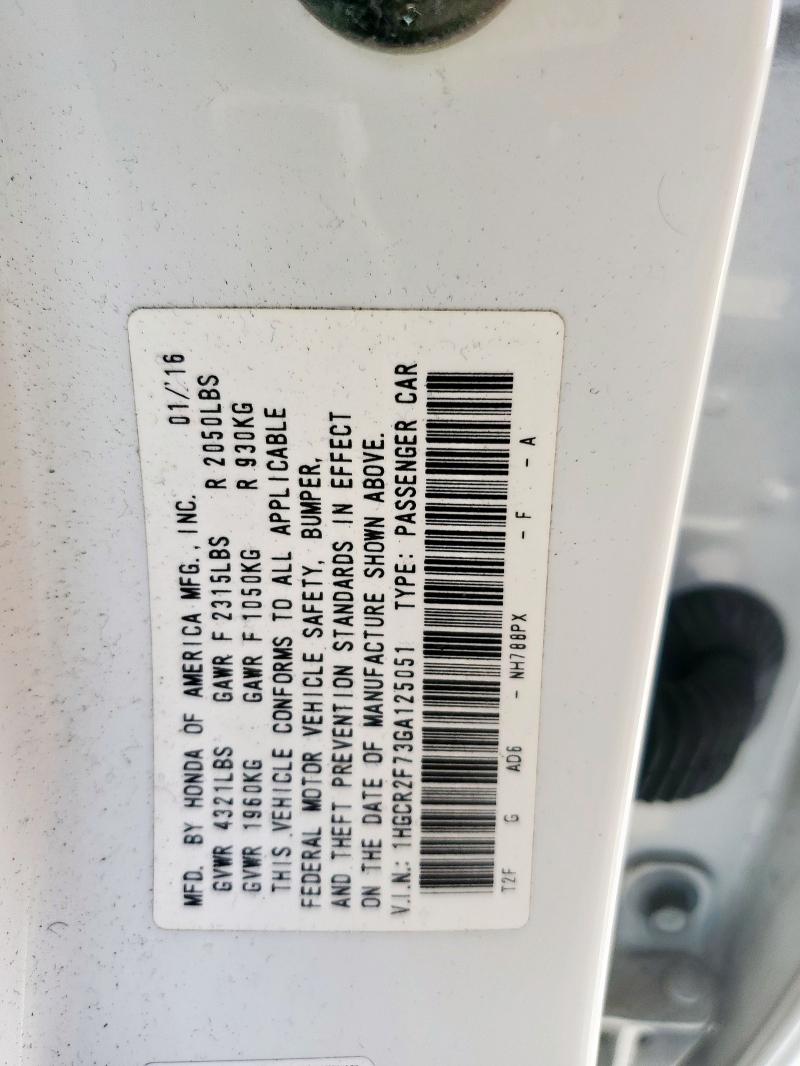 MFD. BY HONDA OF AMERICA MFG., INC. 01/16
GVWR 4321LBS GAWR F 2315LBS R 2050LBS
GVWR 1960KG GAWR F 1050KG R 930KG
THIS VEHICLE CONFORMS TO ALL APPLICABLE
FEDERAL MOTOR VEHICLE SAFETY, BUMPER,
AND THEFT PREVENTION STANDARDS IN EFFECT
ON THE DATE OF MANUFACTURE SHOWN ABOVE.
V.I.N.: 1HGCR2F73GA125051 TYPE: PASSENGER CAR
T2F G AD6 - NH788PX - F - A